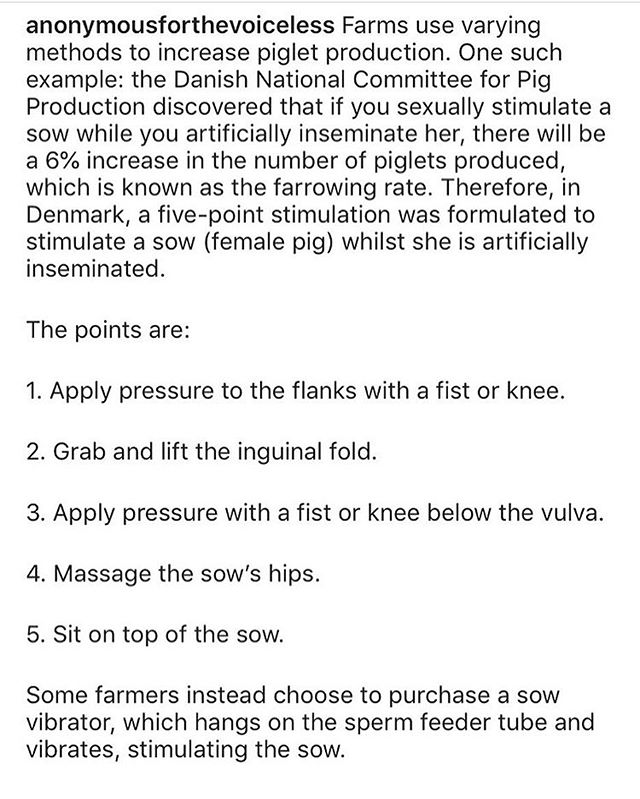 anonymousforthevoiceless Farms use varying
methods to increase piglet production. One such
example: the Danish National Committee for Pig
Production discovered that if you sexually stimulate a
sow while you artificially inseminate her, there will be
a 6% increase in the number of piglets produced,
which is known as the farrowing rate. Therefore, in
Denmark, a five-point stimulation was formulated to
stimulate a sow (female pig) whilst she is artificially
inseminated.
The points are:
1. Apply pressure to the flanks with a fist or knee.
2. Grab and lift the inguinal fold.
3. Apply pressure with a fist or knee below the vulva.
4. Massage the sow’s hips.
5. Sit on top of the sow.
Some farmers instead choose to purchase a sow
vibrator, which hangs on the sperm feeder tube and
vibrates, stimulating the sow.